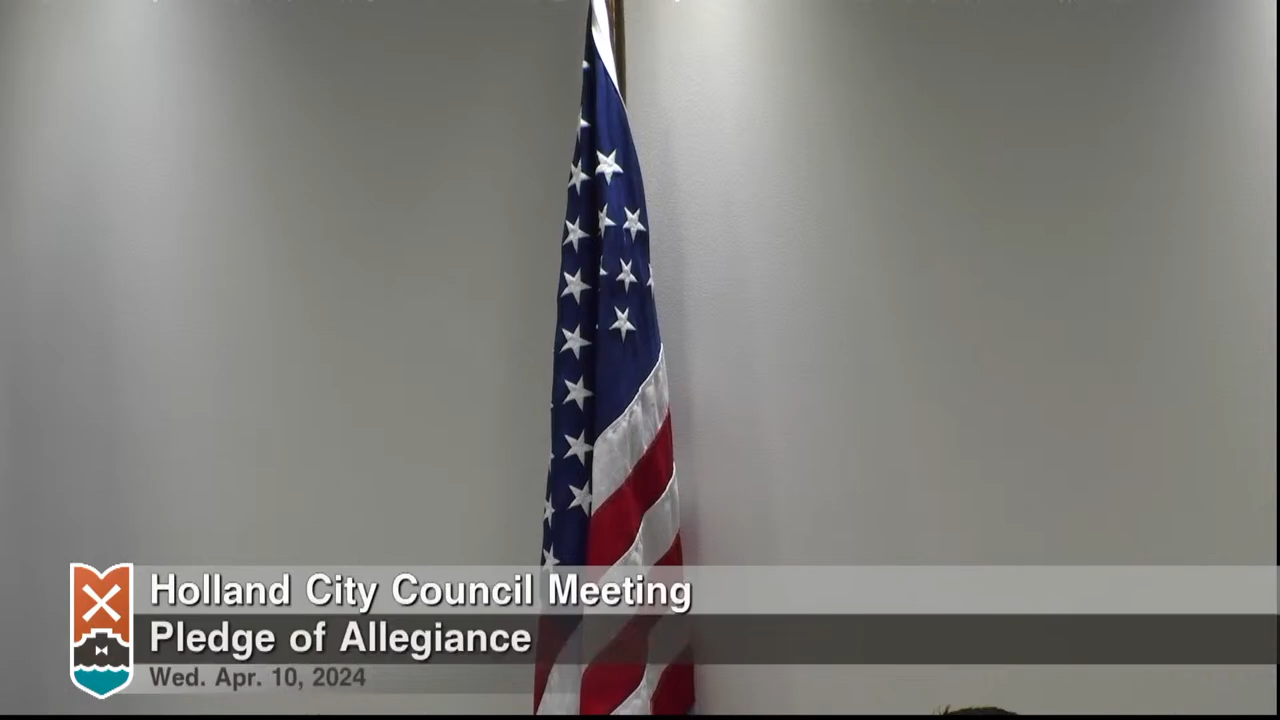 Holland City Council Meeting
Pledge of Allegiance
Wed. Apr. 10, 2024